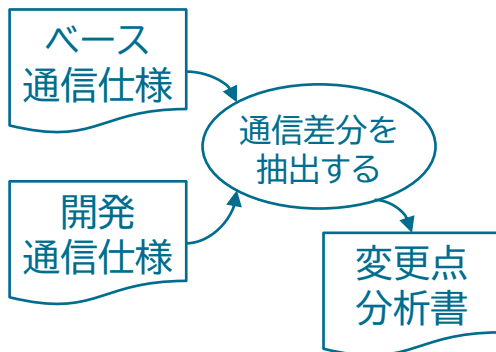 ベース
通信仕様
通信差分を
抽出する
開発
通信仕様
変更点
分析書